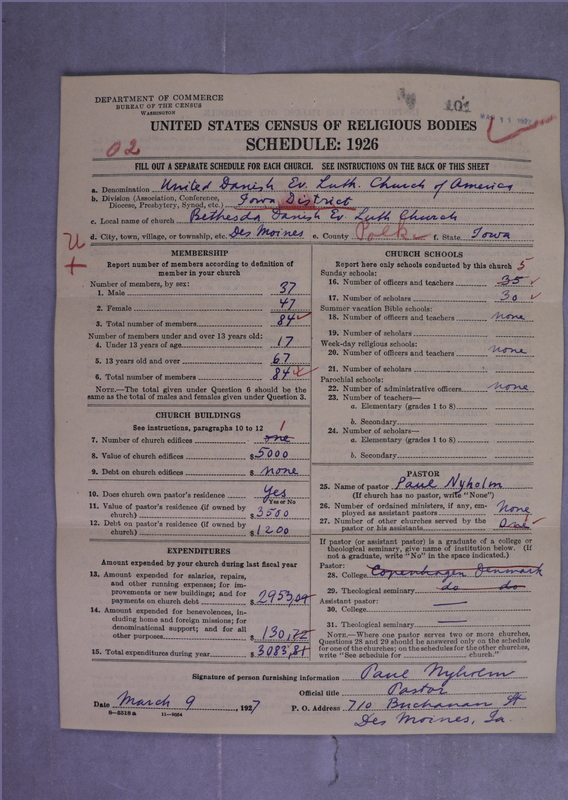 DEPARTMENT OF COMMERCE
BUREAU OF THE CENSUS
WASHINGTON
101
UNITED STATES CENSUS OF RELIGIOUS BODIES
SCHEDULE: 1926
02
FILL OUT A SEPARATE SCHEDULE FOR EACH CHURCH. SEE INSTRUCTIONS ON THE BACK OF THIS SHEET
a. Denomination United Danish Ev. Luth. Church of America
b. Division (Association, Conference, Diocese, Presbytery, Synod, etc.) Iowa District
c. Local name of church Bethesda Danish Ev Luth Church
d. City, town, village, or township, etc. Des Moines e. County Polk f. State Iowa
MEMBERSHIP
Report number of members according to definition of
member in your church
Number of members, by sex:
1. Male 37
2. Female 47
3. Total number of members 84
Number of members under and over 13 years old:
4. Under 13 years of age 17
5. 13 years old and over 67
6. Total number of members 84
NOTE.—The total given under Question 6 should be the
same as the total of males and females given under Question 3.
CHURCH BUILDINGS
See instructions, paragraphs 10 to 12
7. Number of church edifices one 1
8. Value of church edifices $5000
9. Debt on church edifices $ none
10. Does church own pastor's residence Yes
Yes or No
11. Value of pastor's residence (if owned by
church) $3500
12. Debt on pastor's residence (if owned by
church) $1200
EXPENDITURES
Amount expended by your church during last fiscal year
13. Amount expended for salaries, repairs,
and other running expenses; for im-
provements or new buildings; and for
payments on church debt $2953,09
14. Amount expended for benevolences, in-
cluding home and foreign missions; for
denominational support; and for all
other purposes $130,72
15. Total expenditures during year $3083,81
CHURCH SCHOOLS
Report here only schools conducted by this church 5
Sunday schools:
16. Number of officers and teachers 35
17. Number of scholars 30
Summer vacation Bible schools:
18. Number of officers and teachers none
19. Number of scholars
Week-day religious schools:
20. Number of officers and teachers none
21. Number of scholars
Parochial schools:
22. Number of administrative officers none
23. Number of teachers—
a. Elementary (grades 1 to 8)
b. Secondary
24. Number of scholars—
a. Elementary (grades 1 to 8)
b. Secondary
PASTOR
25. Name of pastor Paul Nyholm
(If church has no pastor, write "None")
26. Number of ordained ministers, if any, em-
ployed as assistant pastors None
27. Number of other churches served by the
pastor or his assistants One
If pastor (or assistant pastor) is a graduate of a college or
theological seminary, give name of institution below. (If
not a graduate, write "No" in the space indicated.)
Pastor:
28. College Copenhagen Denmark
29. Theological seminary do do
Assistant pastor:
30. College
31. Theological seminary
NOTE.—Where one pastor serves two or more churches,
Questions 28 and 29 should be answered only on the schedule
for one of the churches; on the schedules for the other churches,
write "See schedule for church."
Signature of person furnishing information Paul Nyholm
Official title Pastor
Date March 9, 1927 P. O. Address 710 Buchanan St
8—5318a 11—9034 Des Moines, Ia.